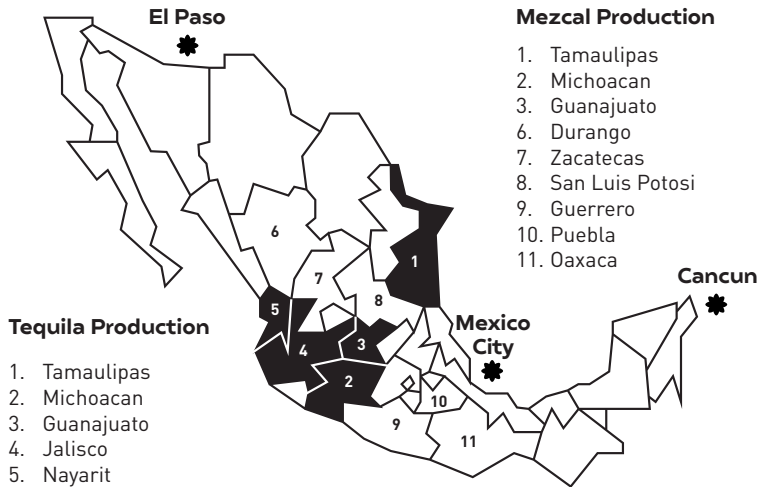 El Paso
Mezcal Production
1. Tamaulipas
2. Michoacan
3. Guanajuato
6. Durango
7. Zacatecas
8. San Luis Potosi
9. Guerrero
10. Puebla
11. Oaxaca
Cancun
Mexico
City
Tequila Production
1. Tamaulipas
2. Michoacan
3. Guanajuato
4. Jalisco
5. Nayarit
6
1
7
8
5
4
3
2
10
9
11